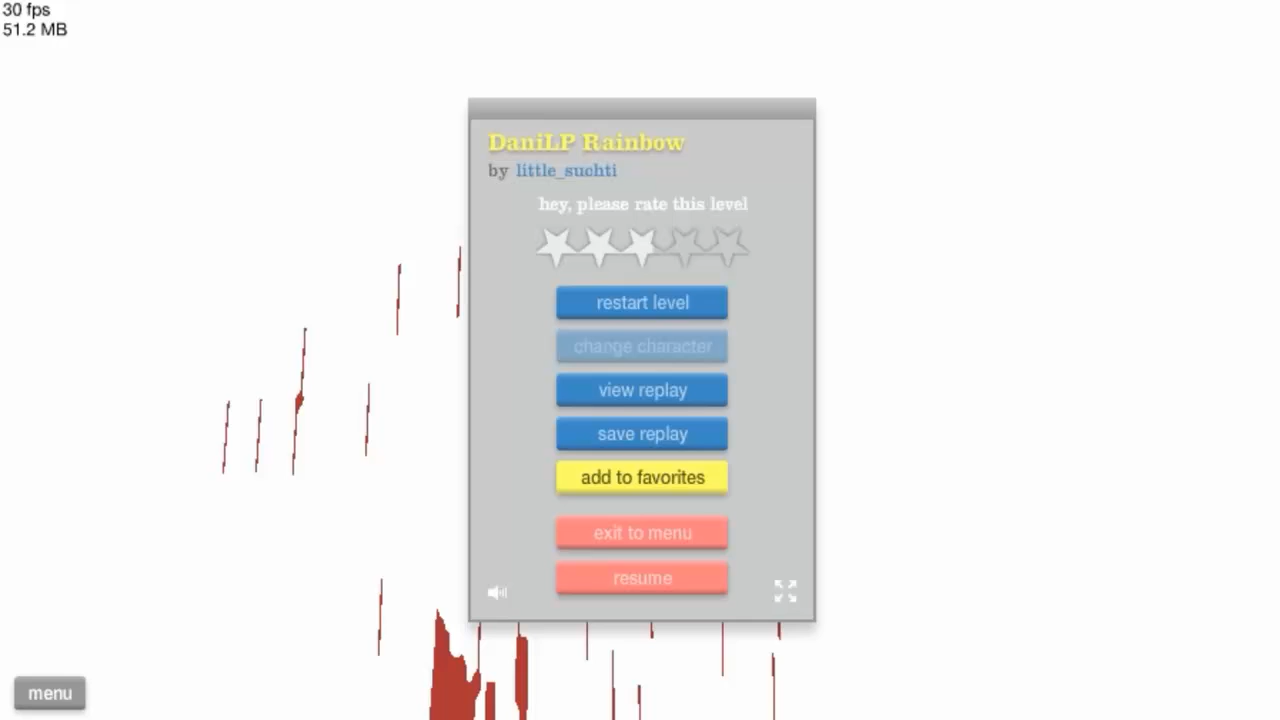 30 fps
51.2 MB
DaniLP Rainbow
by little_suchti
hey, please rate this level
restart level
change character
view replay
save replay
add to favorites
exit to menu
resume
menu